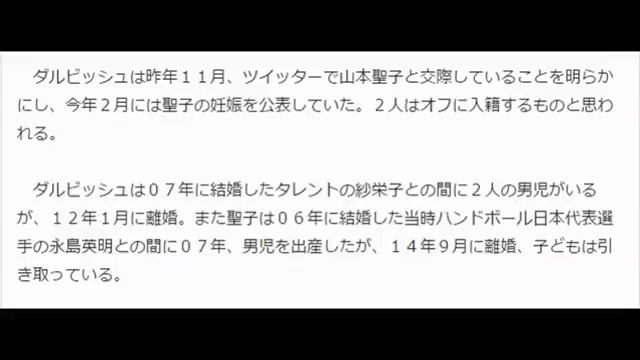 ダルビッシュは昨年１１月、ツイッターで山本聖子と交際していることを明らか
にし、今年２月には聖子の妊娠を公表していた。２人はオフに入籍するものと思わ
れる。
ダルビッシュは０７年に結婚したタレントの紗栄子との間に２人の男児がいる
が、１２年１月に離婚。また聖子は０６年に結婚した当時ハンドボール日本代表選
手の永島英明との間に０７年、男児を出産したが、１４年９月に離婚、子どもは引
き取っている。